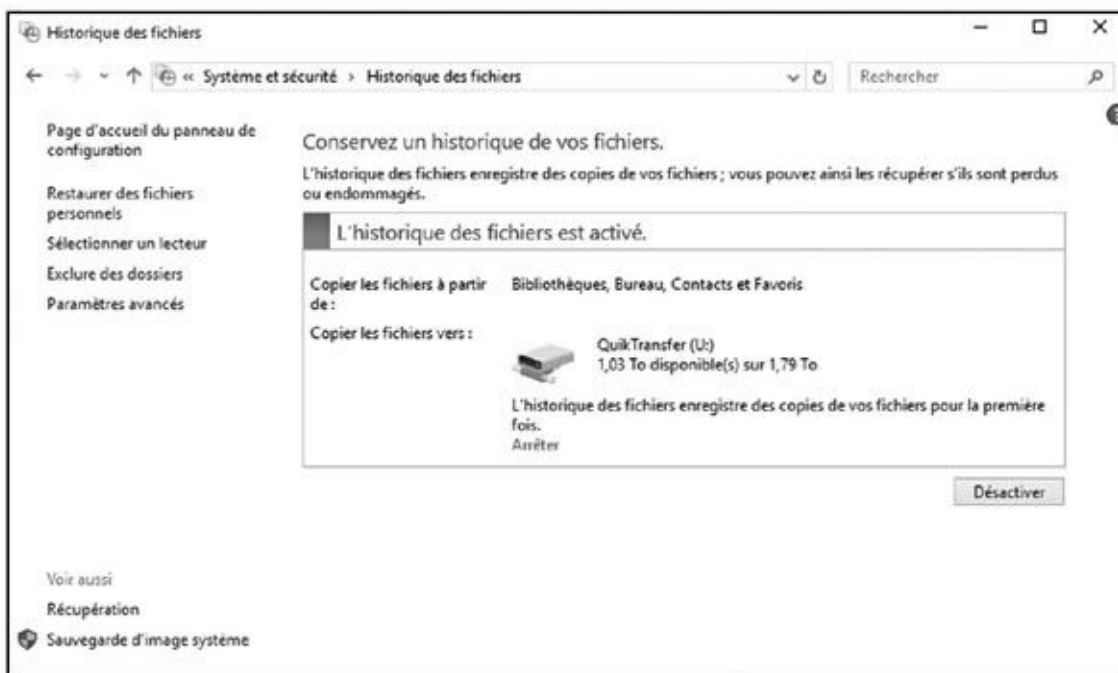 Historique des fichiers
« Système et sécurité > Historique des fichiers
Rechercher
Page d'accueil du panneau de
configuration
Restaurer des fichiers
personnels
Sélectionner un lecteur
Exclure des dossiers
Paramètres avancés
Conservez un historique de vos fichiers.
L'historique des fichiers enregistre des copies de vos fichiers ; vous pouvez ainsi les récupérer s'ils sont perdus
ou endommagés.
L'historique des fichiers est activé.
Copier les fichiers à partir
de :
Bibliothèques, Bureau, Contacts et Favoris
Copier les fichiers vers :
QuikTransfer (U:)
1,03 To disponible(s) sur 1,79 To
L'historique des fichiers enregistre des copies de vos fichiers pour la première
fois.
Arrêter
Désactiver
Voir aussi
Récupération
Sauvegarde d'image système